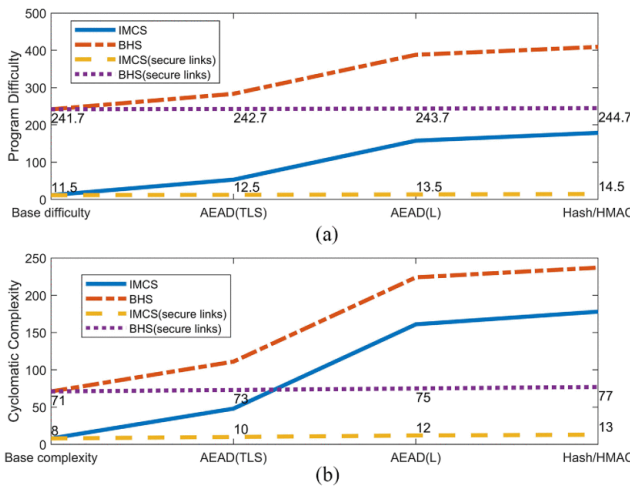 500
400
300
200
100
0
Program Difficulty
IMCS
BHS
IMCS(secure links)
BHS(secure links)
241.7
242.7
243.7
244.7
11.5
12.5
13.5
14.5
Base difficulty
AEAD(TLS)
AEAD(L)
Hash/HMAC
(a)
250
200
150
100
50
0
Cyclomatic Complexity
IMCS
BHS
IMCS(secure links)
BHS(secure links)
71
73
75
77
8
10
12
13
Base complexity
AEAD(TLS)
AEAD(L)
Hash/HMAC
(b)